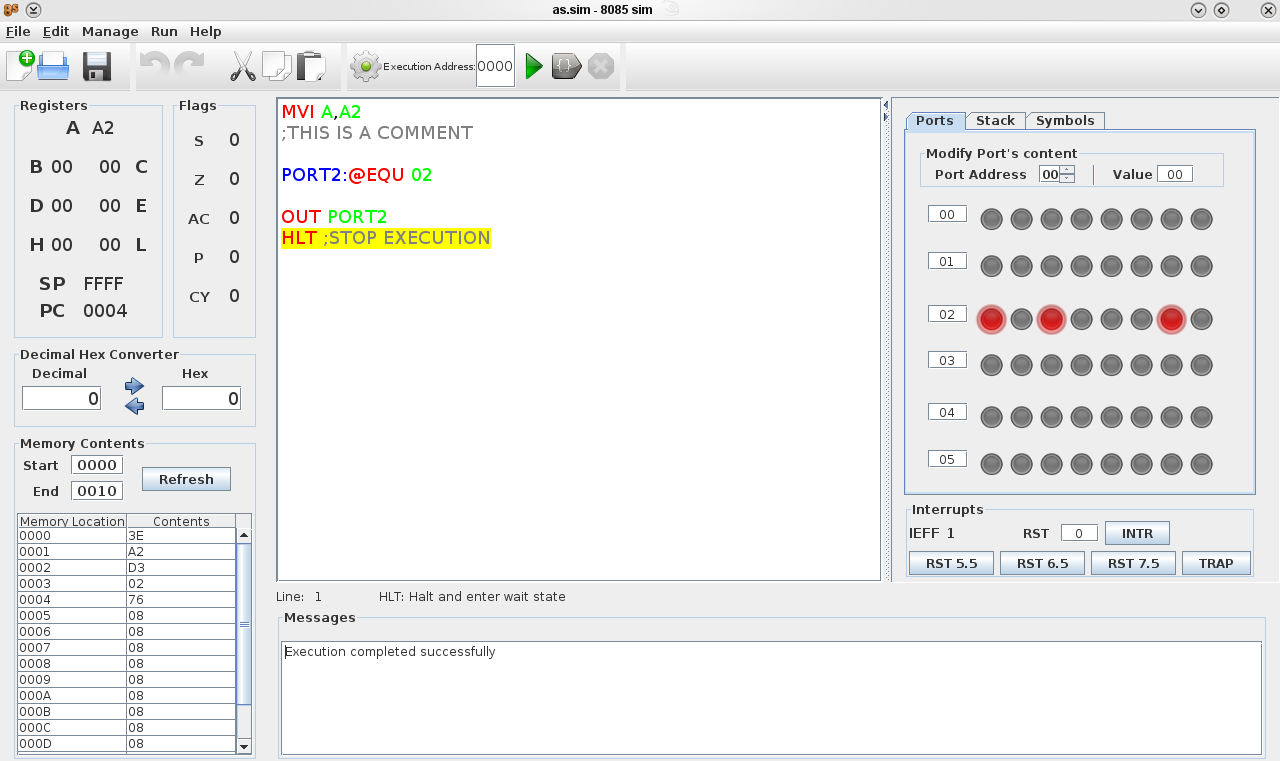 as.sim - 8085 sim
File Edit Manage Run Help
Execution Address: 0000
Registers
A A2
B 00 00 C
D 00 00 E
H 00 00 L
SP FFFF
PC 0004
Flags
S 0
Z 0
AC 0
P 0
CY 0
Decimal Hex Converter
Decimal Hex
0 0
Memory Contents
Start 0000
End 0010
Refresh
Memory Location Contents
0000 3E
0001 A2
0002 D3
0003 02
0004 76
0005 08
0006 08
0007 08
0008 08
0009 08
000A 08
000B 08
000C 08
000D 08
MVI A,A2
;THIS IS A COMMENT
PORT2:@EQU 02
OUT PORT2
HLT ;STOP EXECUTION
Ports Stack Symbols
Modify Port's content
Port Address 00 Value 00
00
01
02
03
04
05
Interrupts
IEFF 1 RST 0 INTR
RST 5.5 RST 6.5 RST 7.5 TRAP
Line: 1 HLT: Halt and enter wait state
Messages
Execution completed successfully